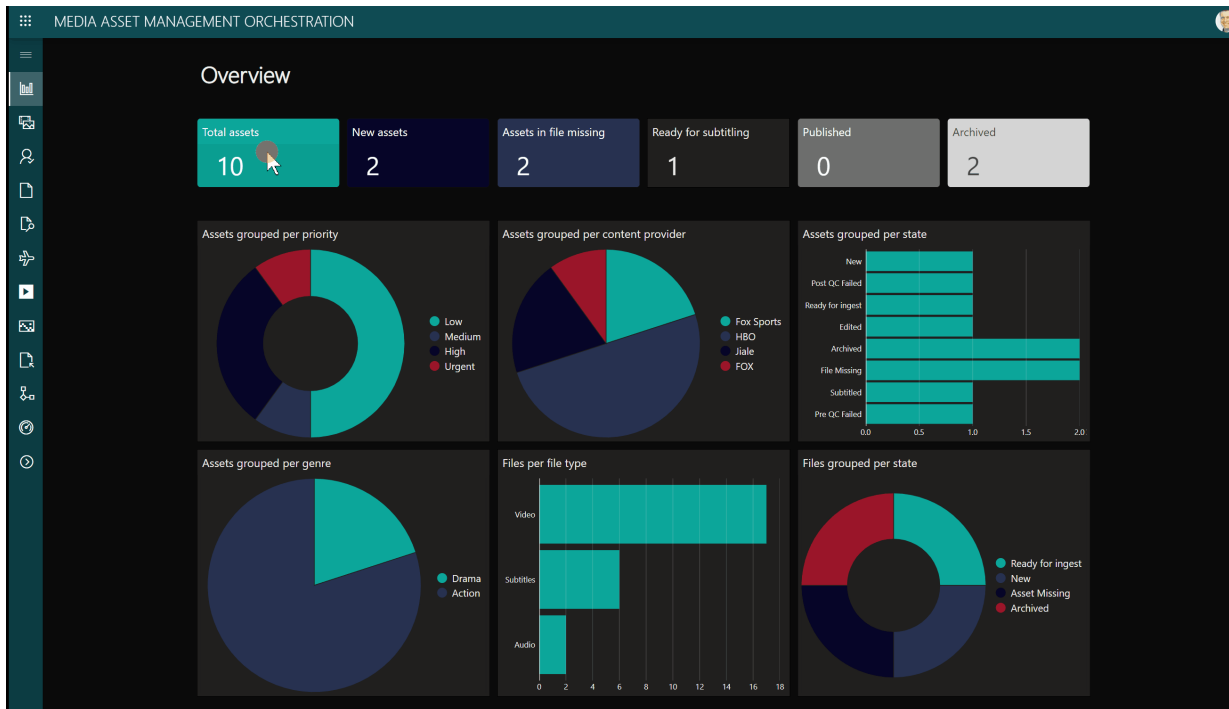 MEDIA ASSET MANAGEMENT ORCHESTRATION
Overview
Total assets
10
New assets
2
Assets in file missing
2
Ready for subtitling
1
Published
0
Archived
2
Assets grouped per priority
Low
Medium
High
Urgent
Assets grouped per content provider
Fox Sports
HBO
Jiale
FOX
Assets grouped per state
New
Post QC Failed
Ready for ingest
Edited
Archived
File Missing
Subtitled
Pre QC Failed
0.0 0.5 1.0 1.5 2.0
Assets grouped per genre
Drama
Action
Files per file type
Video
Subtitles
Audio
0 2 4 6 8 10 12 14 16 18
Files grouped per state
Ready for ingest
New
Asset Missing
Archived